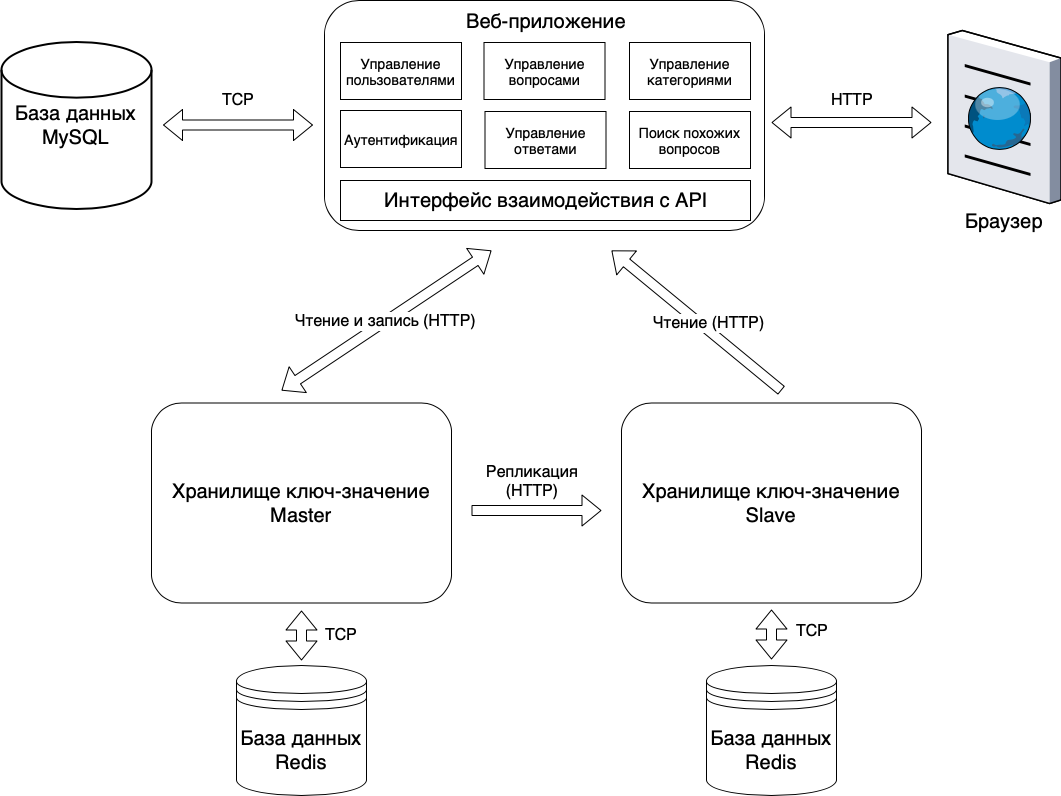 Веб-приложение
Управление
пользователями
Управление
вопросами
Управление
категориями
Аутентификация
Управление
ответами
Поиск похожих
вопросов
Интерфейс взаимодействия с API
База данных
MySQL
TCP
HTTP
Браузер
Чтение и запись (HTTP)
Чтение (HTTP)
Хранилище ключ-значение
Master
Репликация
(HTTP)
Хранилище ключ-значение
Slave
TCP
TCP
База данных
Redis
База данных
Redis